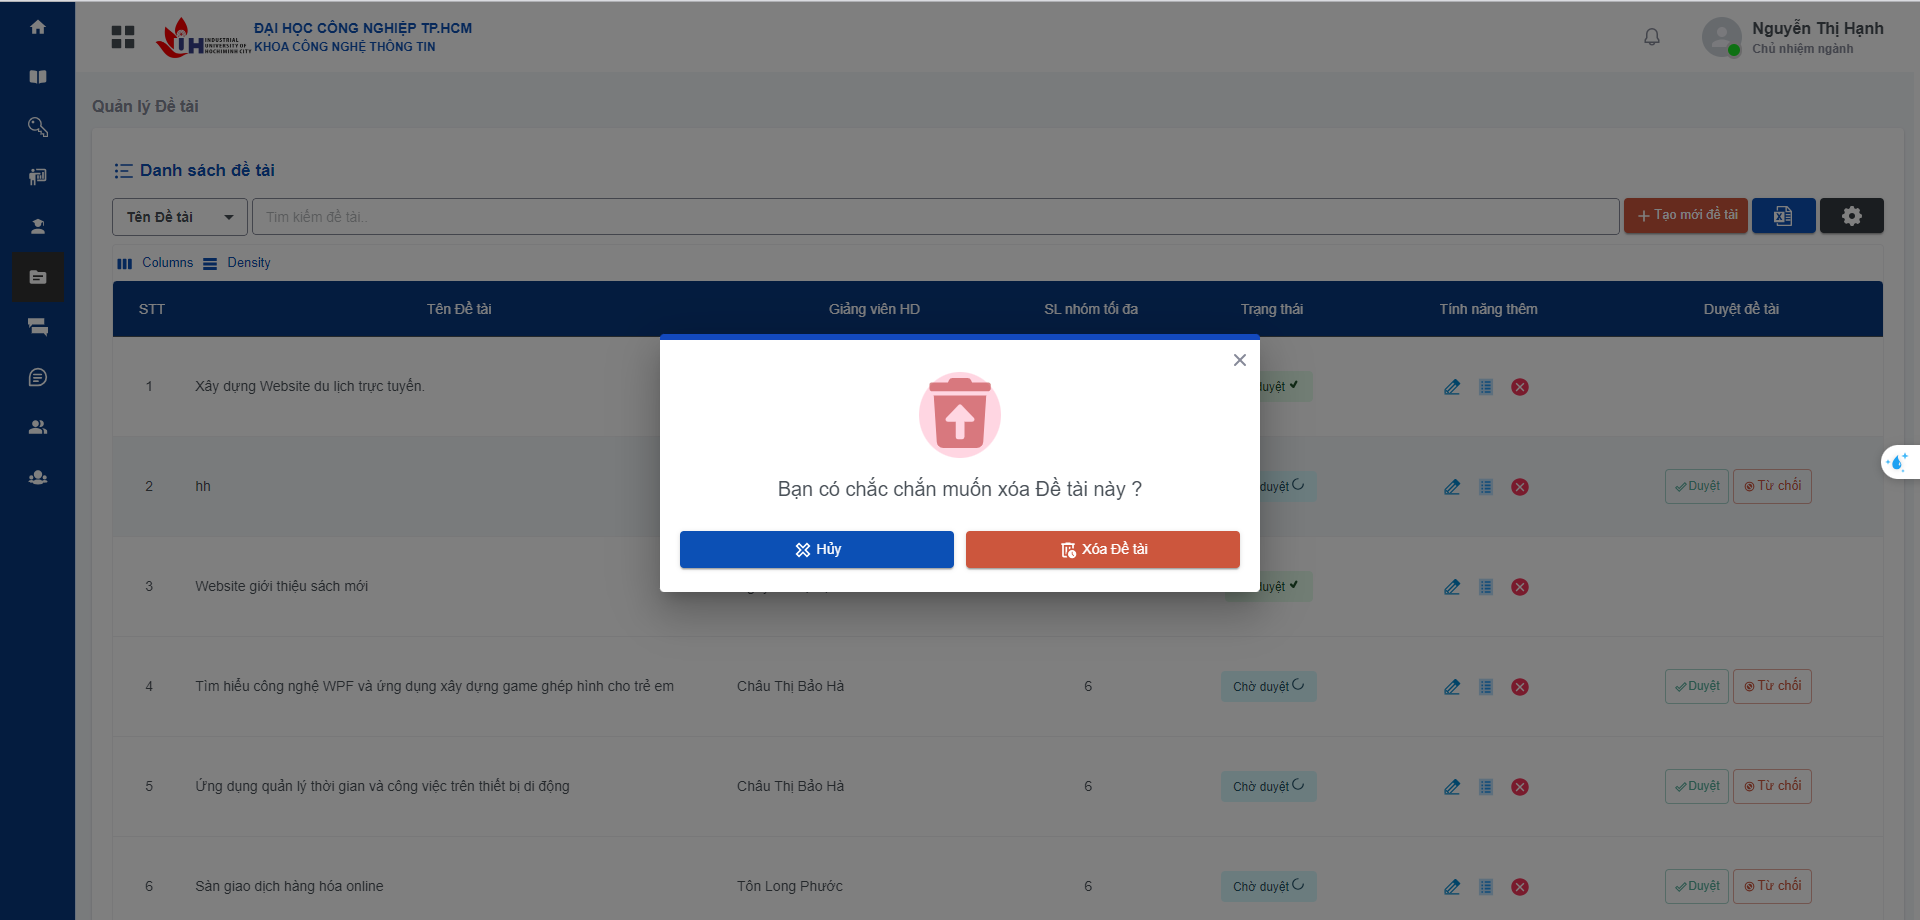 INDUSTRIAL
UNIVERSITY OF
HOCHIMINH CITY
ĐẠI HỌC CÔNG NGHIỆP TP.HCM
KHOA CÔNG NGHỆ THÔNG TIN
Nguyễn Thị Hạnh
Chủ nhiệm ngành
Quản lý Đề tài
Danh sách đề tài
Tên Đề tài
Tìm kiếm đề tài..
Tạo mới đề tài
Columns Density
STT Tên Đề tài Giảng viên HD SL nhóm tối đa Trạng thái Tính năng thêm Duyệt đề tài
1 Xây dựng Website du lịch trực tuyến. duyệt
2 hh duyệt Duyệt Từ chối
3 Website giới thiệu sách mới duyệt
Bạn có chắc chắn muốn xóa Đề tài này ?
Hủy Xóa Đề tài
4 Tìm hiểu công nghệ WPF và ứng dụng xây dựng game ghép hình cho trẻ em Châu Thị Bảo Hà 6 Chờ duyệt Duyệt Từ chối
5 Ứng dụng quản lý thời gian và công việc trên thiết bị di động Châu Thị Bảo Hà 6 Chờ duyệt Duyệt Từ chối
6 Sàn giao dịch hàng hóa online Tôn Long Phước 6 Chờ duyệt Duyệt Từ chối